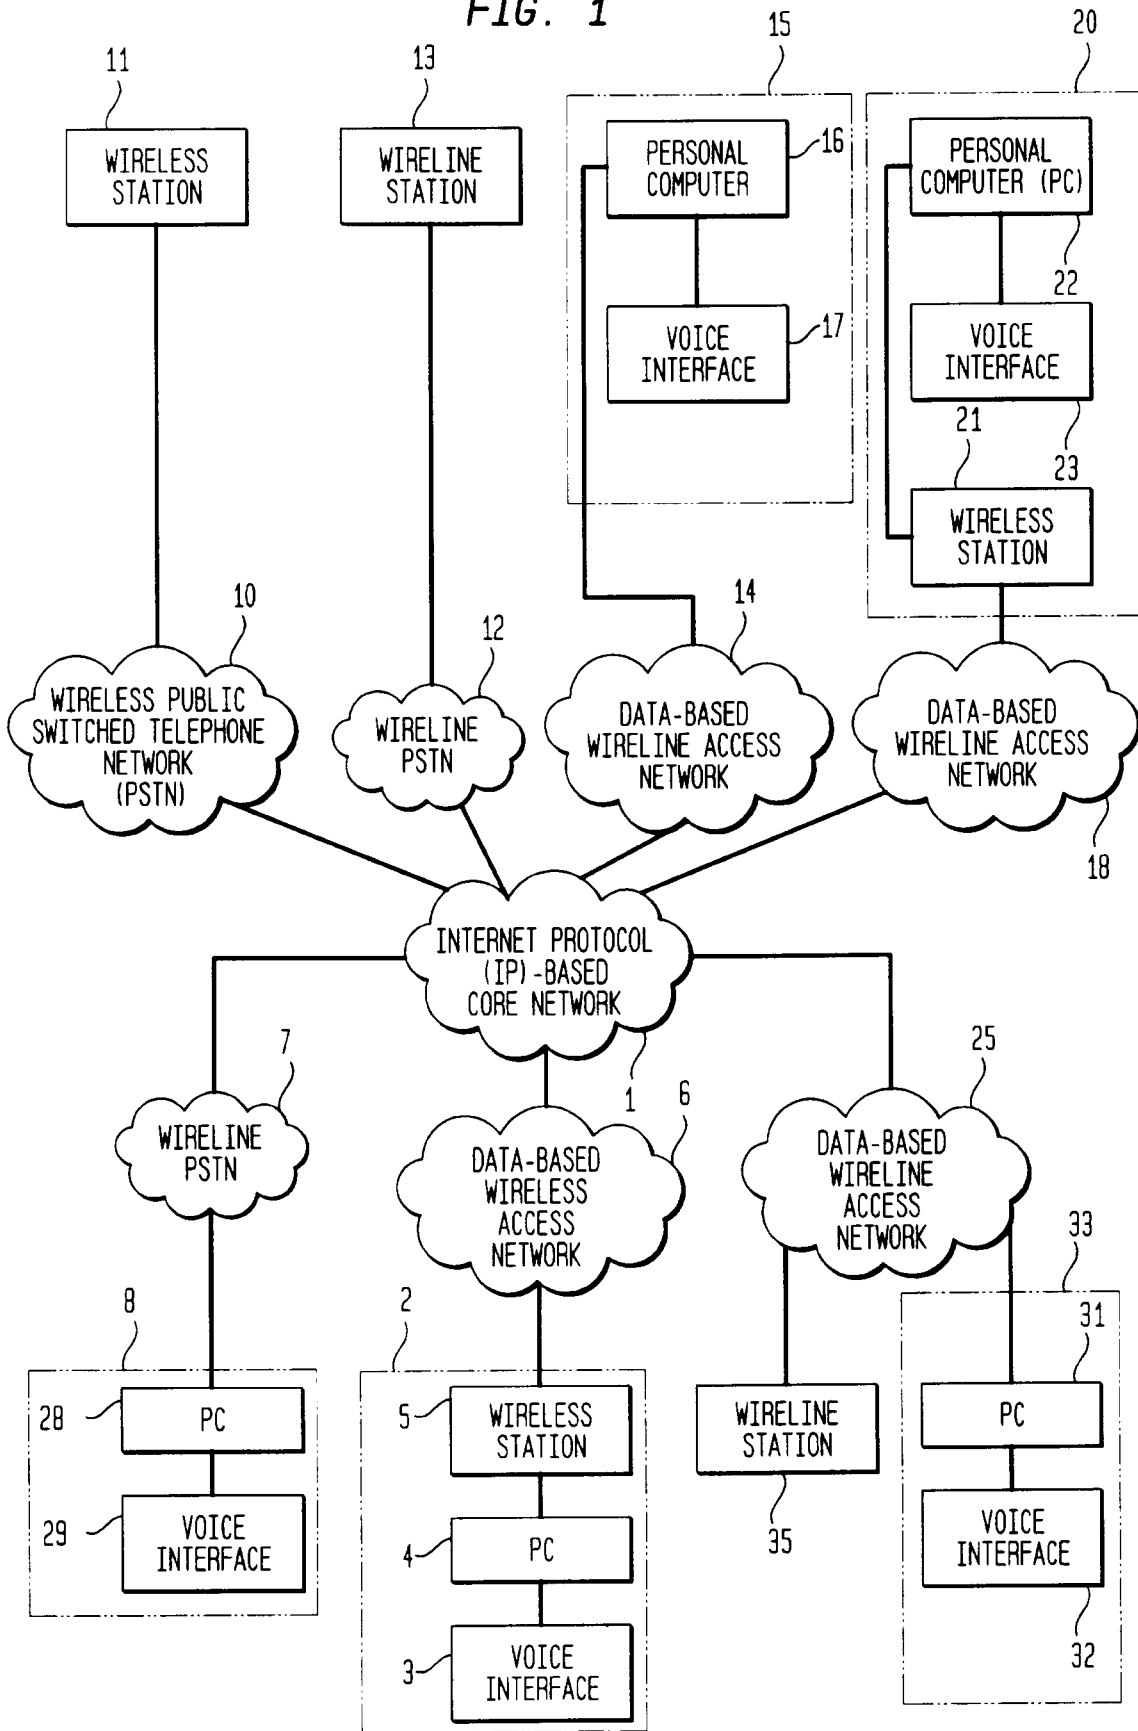 FIG. 1
11
13
15
20
WIRELESS
STATION
WIRELINE
STATION
PERSONAL
COMPUTER
16
PERSONAL
COMPUTER (PC)
22
VOICE
INTERFACE
17
VOICE
INTERFACE
23
21
WIRELESS
STATION
10
12
14
WIRELESS PUBLIC
SWITCHED TELEPHONE
NETWORK
(PSTN)
WIRELINE
PSTN
DATA-BASED
WIRELINE ACCESS
NETWORK
DATA-BASED
WIRELINE ACCESS
NETWORK
18
INTERNET PROTOCOL
(IP)-BASED
CORE NETWORK
1
7
6
25
WIRELINE
PSTN
DATA-BASED
WIRELESS
ACCESS
NETWORK
DATA-BASED
WIRELINE
ACCESS
NETWORK
33
8
2
31
28
PC
5
WIRELESS
STATION
WIRELINE
STATION
35
PC
29
VOICE
INTERFACE
4
PC
VOICE
INTERFACE
32
3
VOICE
INTERFACE